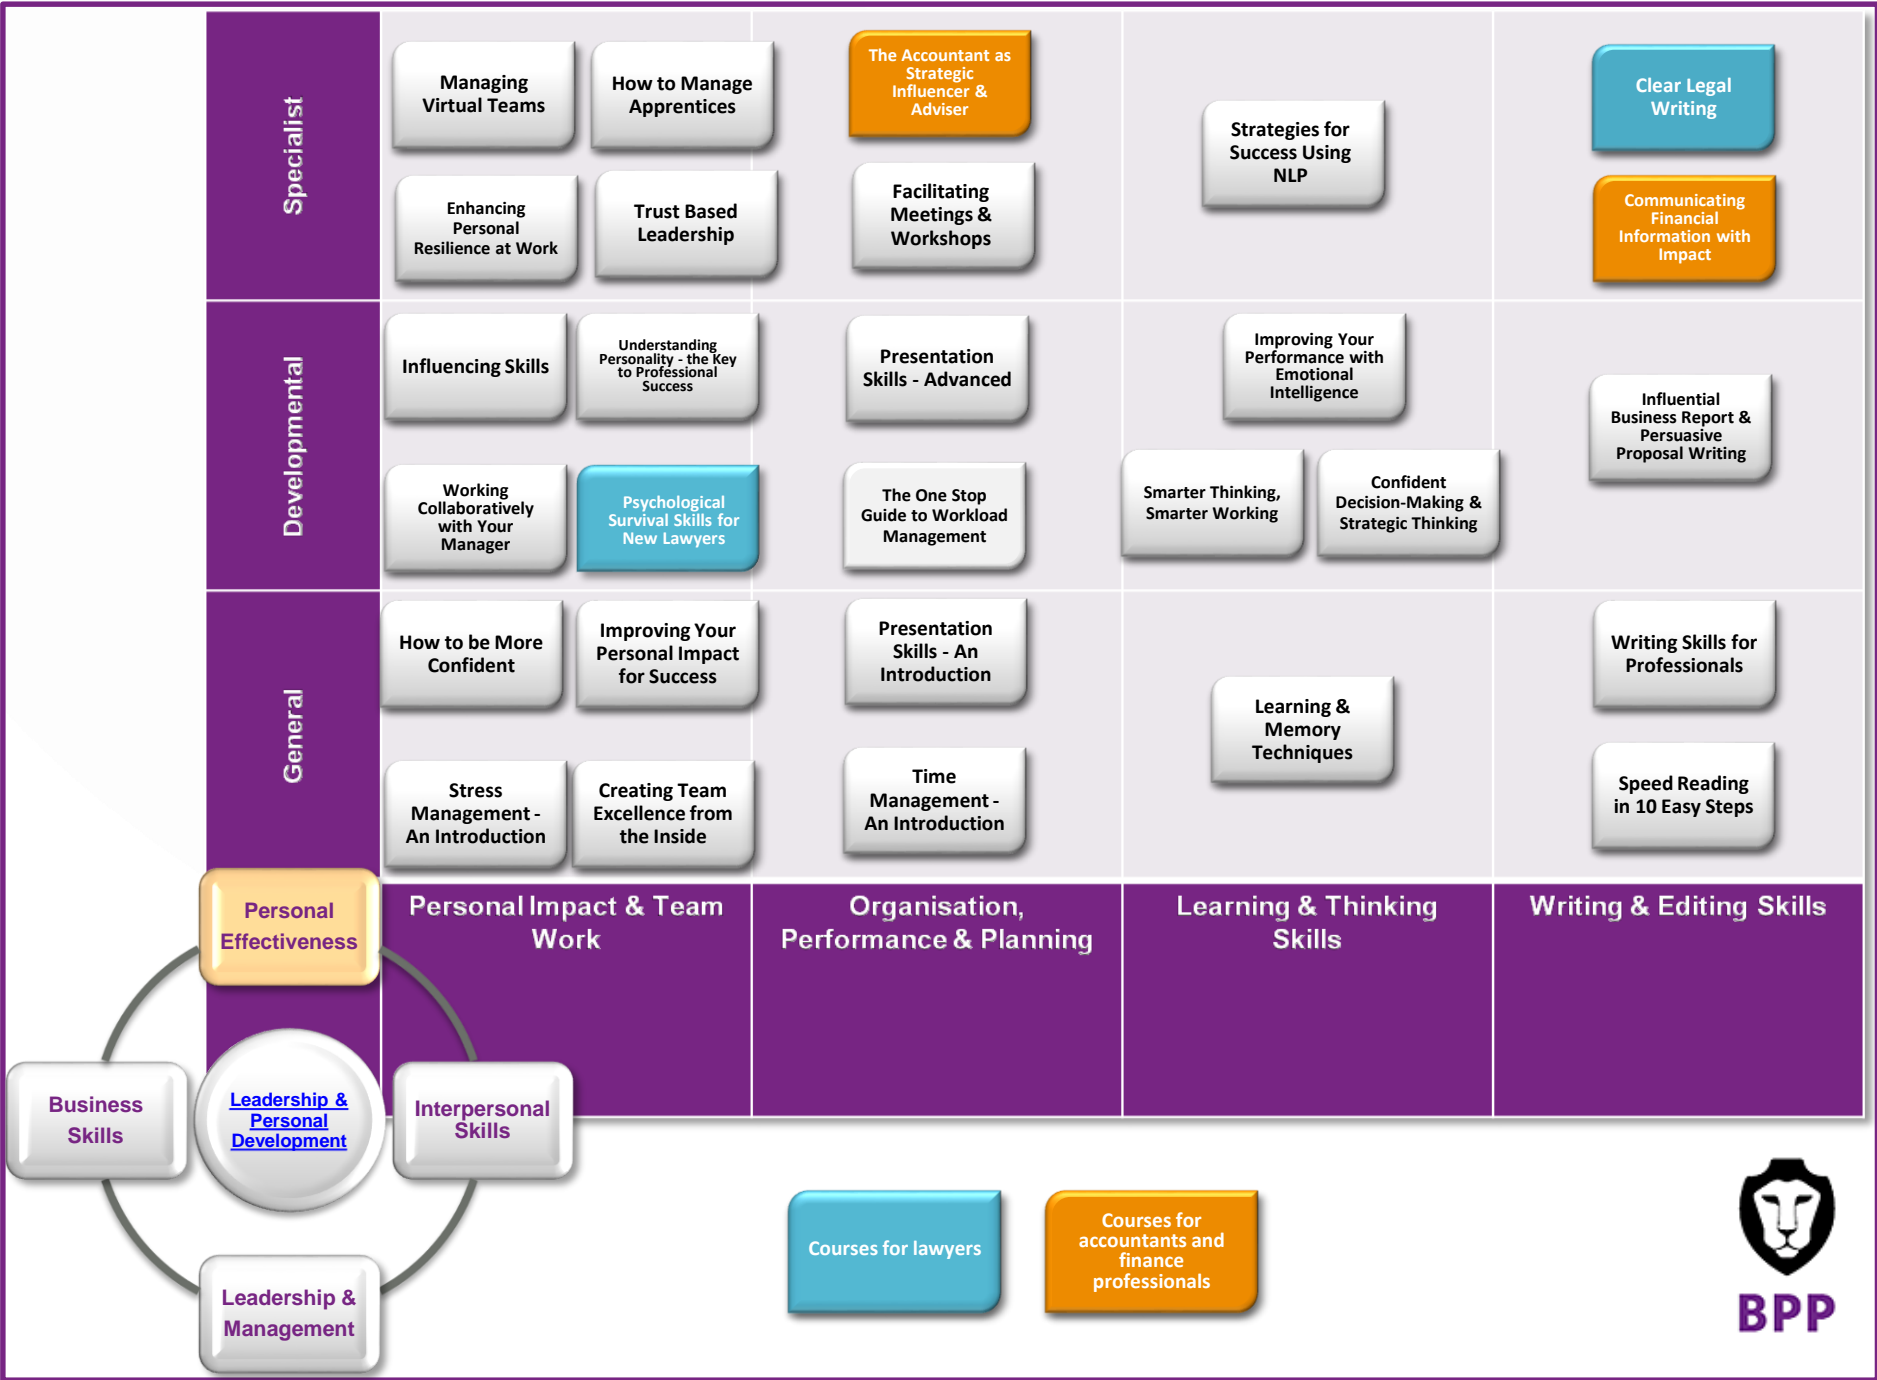 Specialist
Managing
Virtual Teams
How to Manage
Apprentices
Enhancing
Personal
Resilience at Work
Trust Based
Leadership
The Accountant as
Strategic
Influencer &
Adviser
Facilitating
Meetings &
Workshops
Strategies for
Success Using
NLP
Clear Legal
Writing
Communicating
Financial
Information with
Impact
Developmental
Influencing Skills
Understanding
Personality - the Key
to Professional
Success
Working
Collaboratively
with Your
Manager
Psychological
Survival Skills for
New Lawyers
Presentation
Skills - Advanced
The One Stop
Guide to Workload
Management
Improving Your
Performance with
Emotional
Intelligence
Smarter Thinking,
Smarter Working
Confident
Decision-Making &
Strategic Thinking
Influential
Business Report &
Persuasive
Proposal Writing
General
How to be More
Confident
Improving Your
Personal Impact
for Success
Stress
Management -
An Introduction
Creating Team
Excellence from
the Inside
Presentation
Skills - An
Introduction
Time
Management -
An Introduction
Learning &
Memory
Techniques
Writing Skills for
Professionals
Speed Reading
in 10 Easy Steps
Personal Impact & Team
Work
Organisation,
Performance & Planning
Learning & Thinking
Skills
Writing & Editing Skills
Personal
Effectiveness
Business
Skills
Leadership &
Personal
Development
Interpersonal
Skills
Leadership &
Management
Courses for lawyers
Courses for
accountants and
finance
professionals
BPP